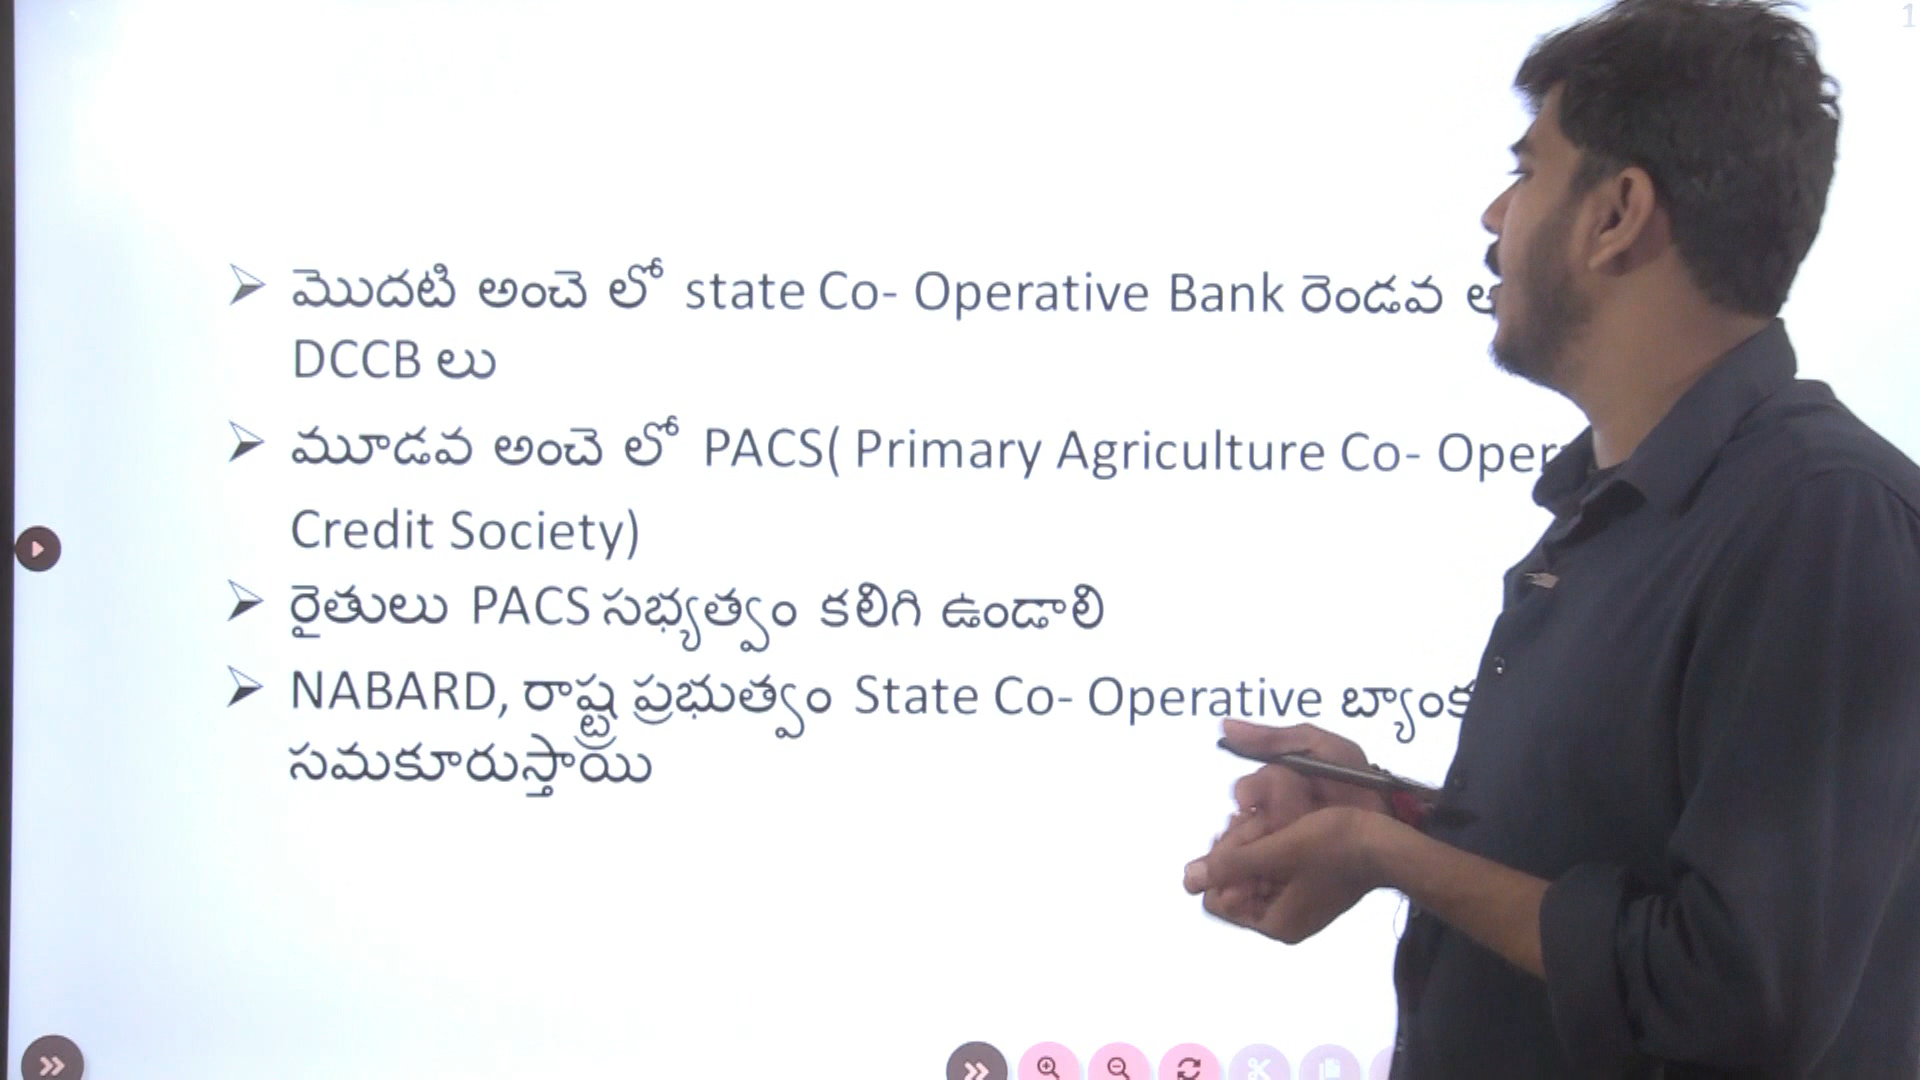 1
మొదటి అంచె లో state Co- Operative Bank రెండవ
DCCB లు
మూడవ అంచె లో PACS( Primary Agriculture Co-
Credit Society)
రైతులు PACS సభ్యత్వం కలిగి ఉండాలి
NABARD, రాష్ట్ర ప్రభుత్వం State Co- Operative
సమకూరుస్తాయి